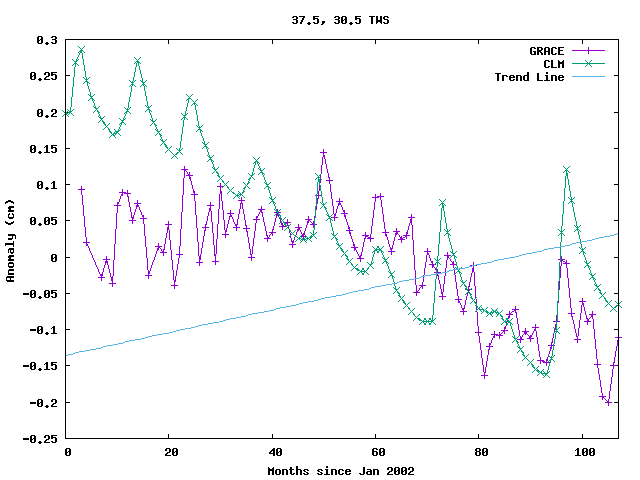 37.5, 30.5 TWS
0.3
0.25
0.2
0.15
0.1
0.05
0
-0.05
-0.1
-0.15
-0.2
-0.25
Anomaly (cm)
GRACE
CLM
Trend Line
0 20 40 60 80 100
Months since Jan 2002